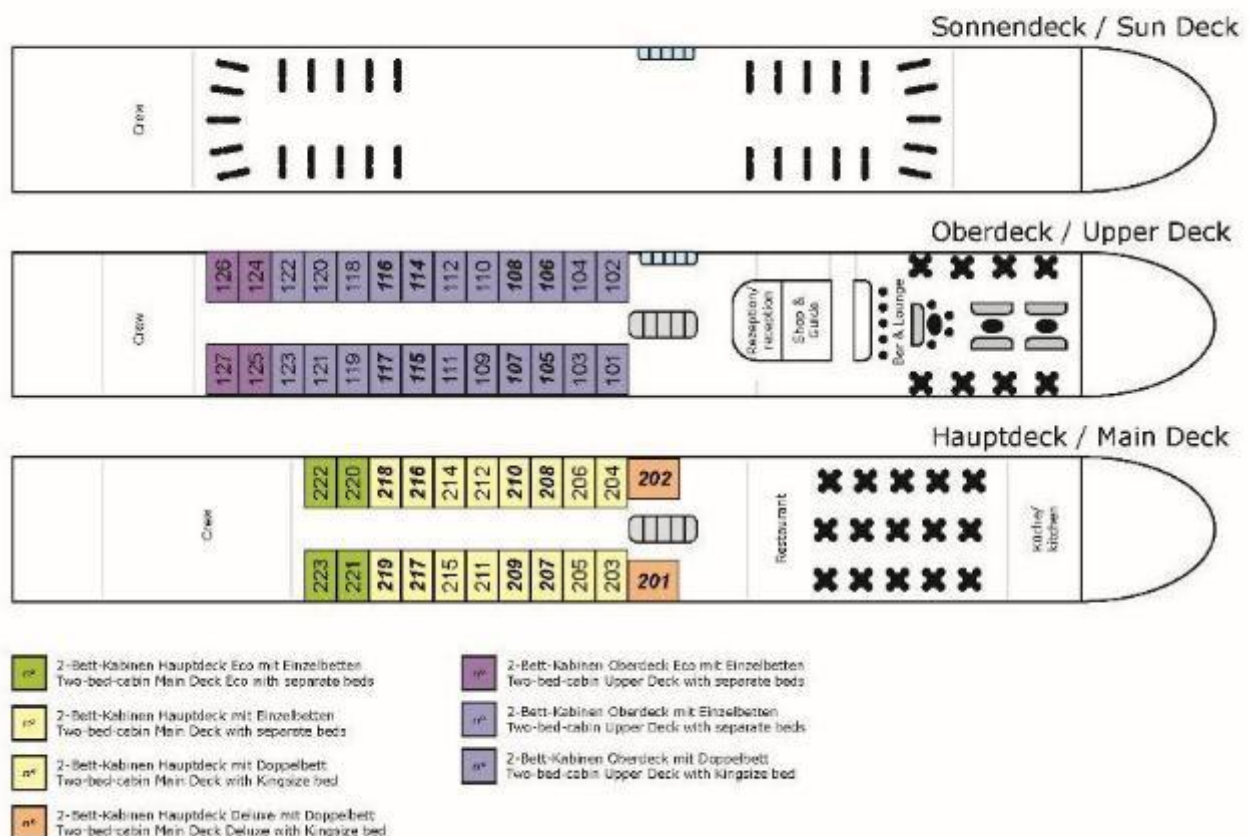 Sonnendeck / Sun Deck
Crew
Oberdeck / Upper Deck
126 124 122 120 118 116 114 112 110 108 106 104 102
Crew
Rezeption/
reception
Shop &
Guide
Bar & Lounge
127 125 123 121 119 117 115 111 109 107 105 103 101
Hauptdeck / Main Deck
222 220 218 216 214 212 210 208 206 204 202
Crew
Restaurant
Küche/
kitchen
223 221 219 217 215 211 209 207 205 203 201
n° 2-Bett-Kabinen Hauptdeck Eco mit Einzelbetten
Two-bed-cabin Main Deck Eco with separate beds
n° 2-Bett-Kabinen Hauptdeck mit Einzelbetten
Two-bed-cabin Main Deck with separate beds
n° 2-Bett-Kabinen Hauptdeck mit Doppelbett
Two-bed-cabin Main Deck with Kingsize bed
n° 2-Bett-Kabinen Hauptdeck Deluxe mit Doppelbett
Two-bed-cabin Main Deck Deluxe with Kingsize bed
n° 2-Bett-Kabinen Oberdeck Eco mit Einzelbetten
Two-bed-cabin Upper Deck with separate beds
n° 2-Bett-Kabinen Oberdeck mit Einzelbetten
Two-bed-cabin Upper Deck with separate beds
n° 2-Bett-Kabinen Oberdeck mit Doppelbett
Two-bed-cabin Upper Deck with Kingsize bed